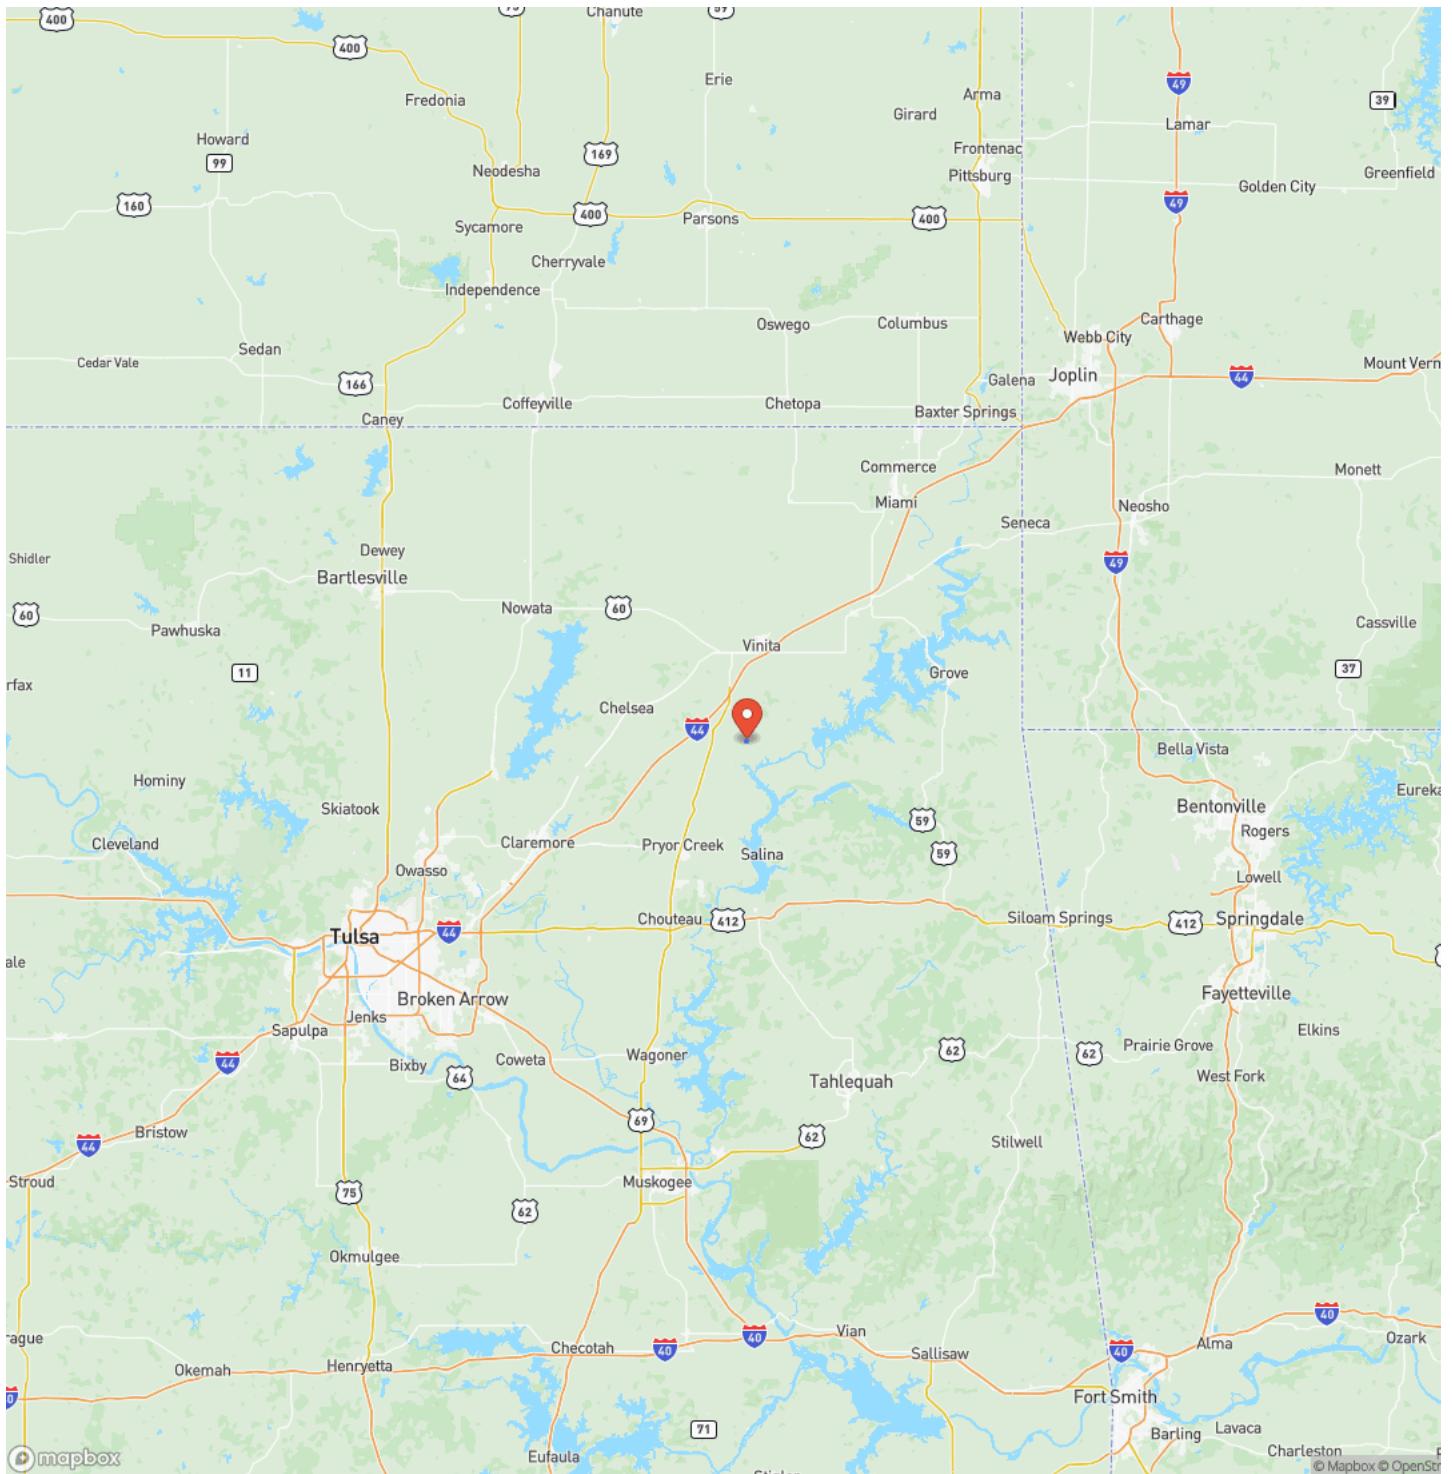 400
75
Chanute
59
400
Erie
49
Fredonia
Arma
39
Girard
Lamar
Howard
169
Frontenac
99
Neodesha
Pittsburg
Greenfield
160
Golden City
49
400
Parsons
400
Sycamore
Cherryvale
Independence
Oswego
Columbus
Carthage
Webb City
Sedan
Cedar Vale
Mount Vern
166
Galena
Joplin
44
Coffeyville
Chetopa
Baxter Springs
Caney
Commerce
Monett
Miami
Neosho
Seneca
Dewey
Shidler
Bartlesville
49
60
Nowata
60
Pawhuska
Cassville
Vinita
11
Grove
37
rfax
Chelsea
44
Bella Vista
Hominy
Eureka
Skiatook
Bentonville
59
Rogers
Cleveland
Claremore
Pryor Creek
Salina
59
Owasso
Lowell
Chouteau
412
Siloam Springs
412
Springdale
Tulsa
44
ale
Broken Arrow
Fayetteville
Jenks
Sapulpa
Elkins
44
Bixby
Coweta
Wagoner
62
62
Prairie Grove
64
Tahlequah
West Fork
69
Bristow
62
44
Stilwell
Stroud
75
Muskogee
62
Okmulgee
40
rague
Vian
40
Alma
Ozark
Checotah
40
Sallisaw
40
Okemah
Henryetta
Fort Smith
71
Lavaca
Barling
Eufaula
Charleston
mapbox
© Mapbox © OpenStr